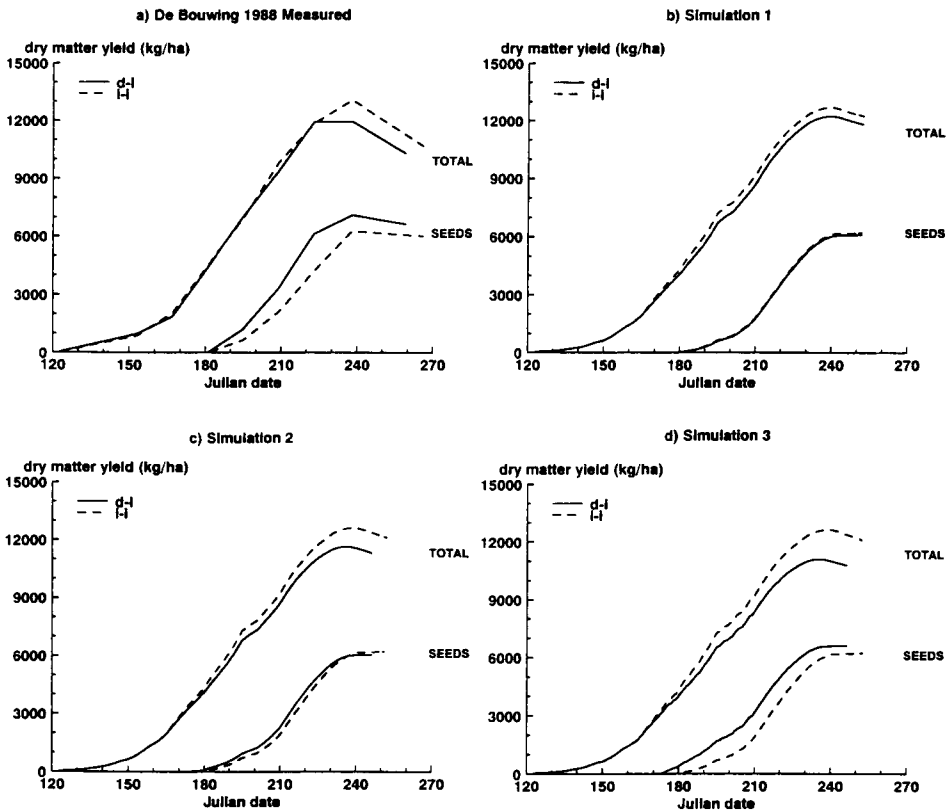 a) De Bouwing 1988 Measured
dry matter yield (kg/ha)
15000
12000
9000
6000
3000
0
d-i
i-i
TOTAL
SEEDS
120 150 180 210 240 270
Julian date
b) Simulation 1
dry matter yield (kg/ha)
15000
12000
9000
6000
3000
0
d-i
i-i
TOTAL
SEEDS
120 150 180 210 240 270
Julian date
c) Simulation 2
dry matter yield (kg/ha)
15000
12000
9000
6000
3000
0
d-i
i-i
TOTAL
SEEDS
120 150 180 210 240 270
Julian date
d) Simulation 3
dry matter yield (kg/ha)
15000
12000
9000
6000
3000
0
d-i
i-i
TOTAL
SEEDS
120 150 180 210 240 270
Julian date